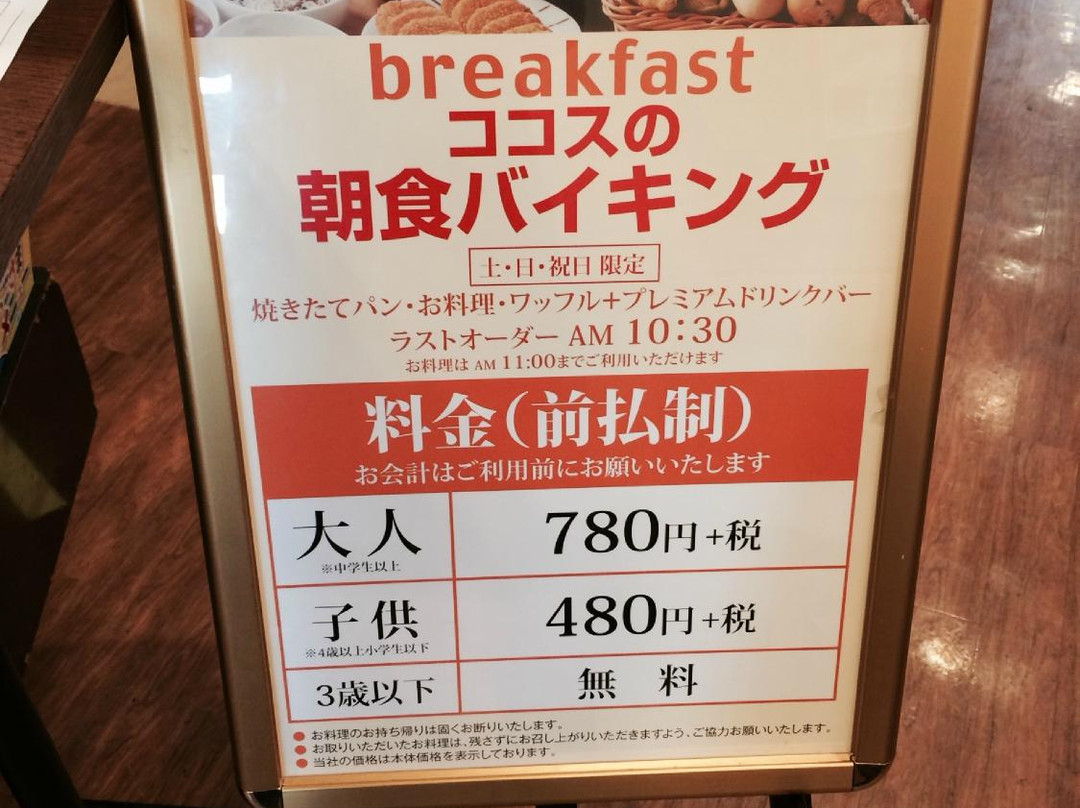 breakfast
ココスの
朝食バイキング
土・日・祝日 限定
焼きたてパン・お料理・ワッフル+プレミアムドリンクバー
ラストオーダー AM 10:30
お料理は AM 11:00までご利用いただけます
料金(前払制)
お会計はご利用前にお願いいたします
大人 780円+税
※中学生以上
子供 480円+税
※4歳以上小学生以下
3歳以下 無料
● お料理のお持ち帰りは固くお断りいたします。
● お取りいただいたお料理は、残さずにお召し上がりいただきますよう、ご協力お願いいたします。
● 当社の価格は本体価格を表示しております。